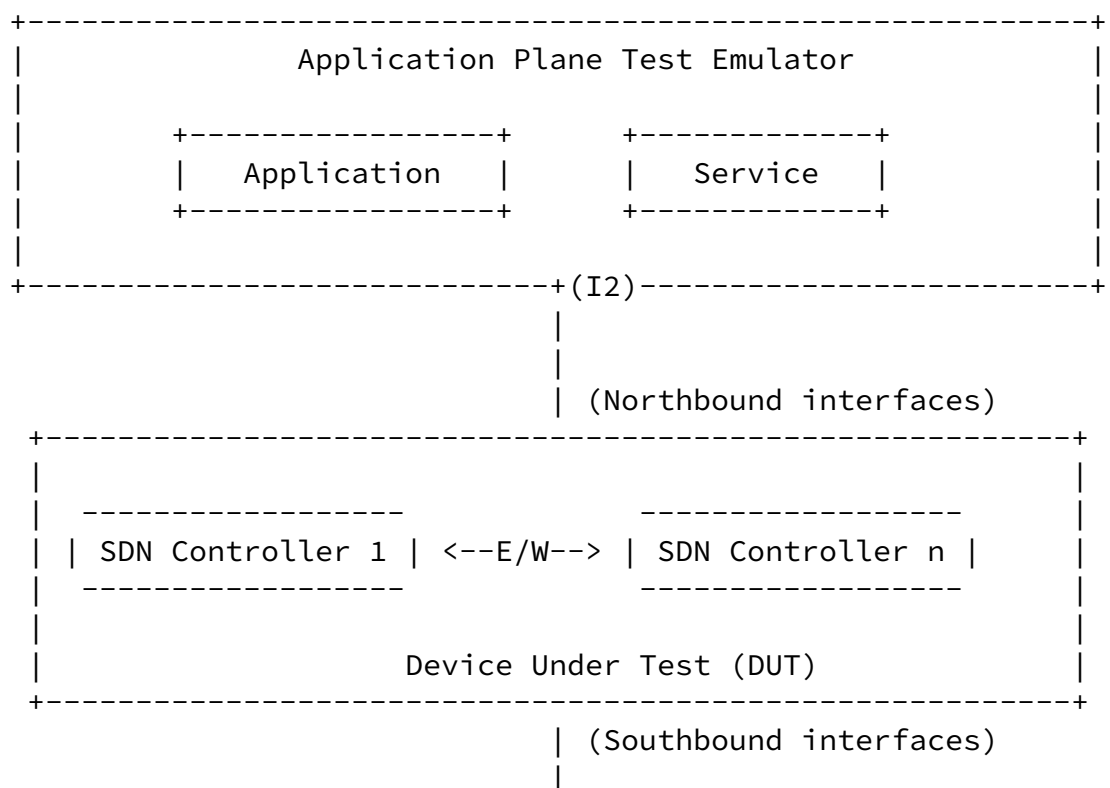 Application Plane Test Emulator
Application Service
(I2)
(Northbound interfaces)
SDN Controller 1 <--E/W--> SDN Controller n
Device Under Test (DUT)
(Southbound interfaces)